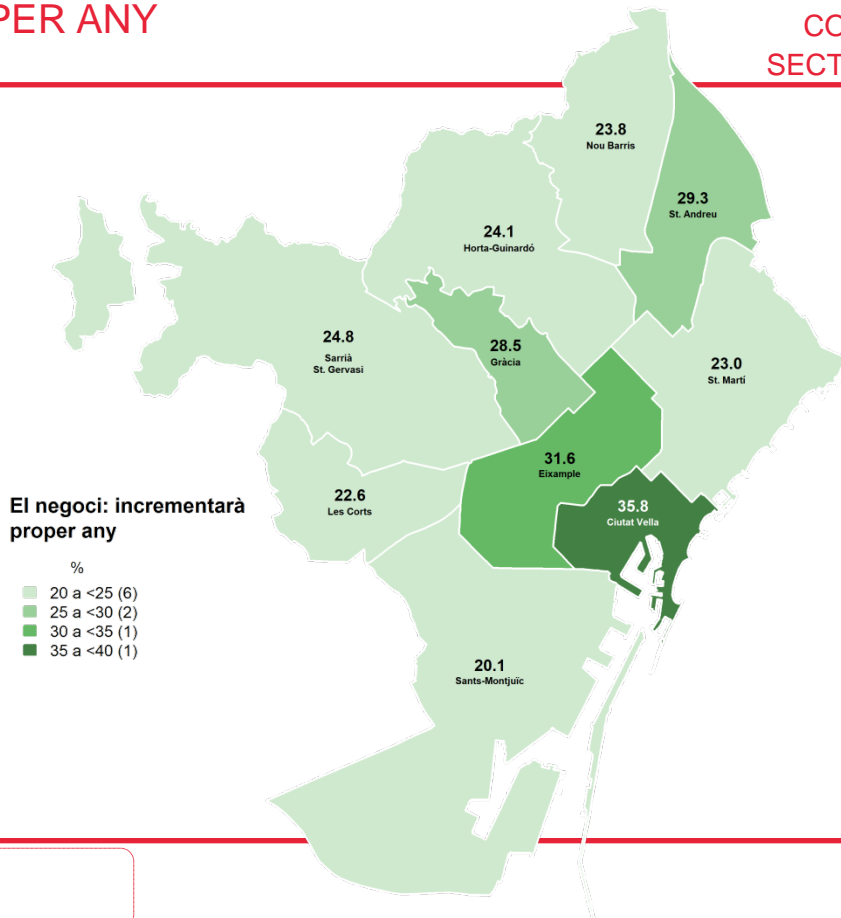 PER ANY
CO
SECT
23.8
Nou Barris
29.3
St. Andreu
24.1
Horta-Guinardó
24.8
Sarrià
St. Gervasi
28.5
Gràcia
23.0
St. Martí
31.6
Eixample
22.6
Les Corts
35.8
Ciutat Vella
20.1
Sants-Montjuïc
El negoci: incrementarà
proper any
%
20 a <25 (6)
25 a <30 (2)
30 a <35 (1)
35 a <40 (1)